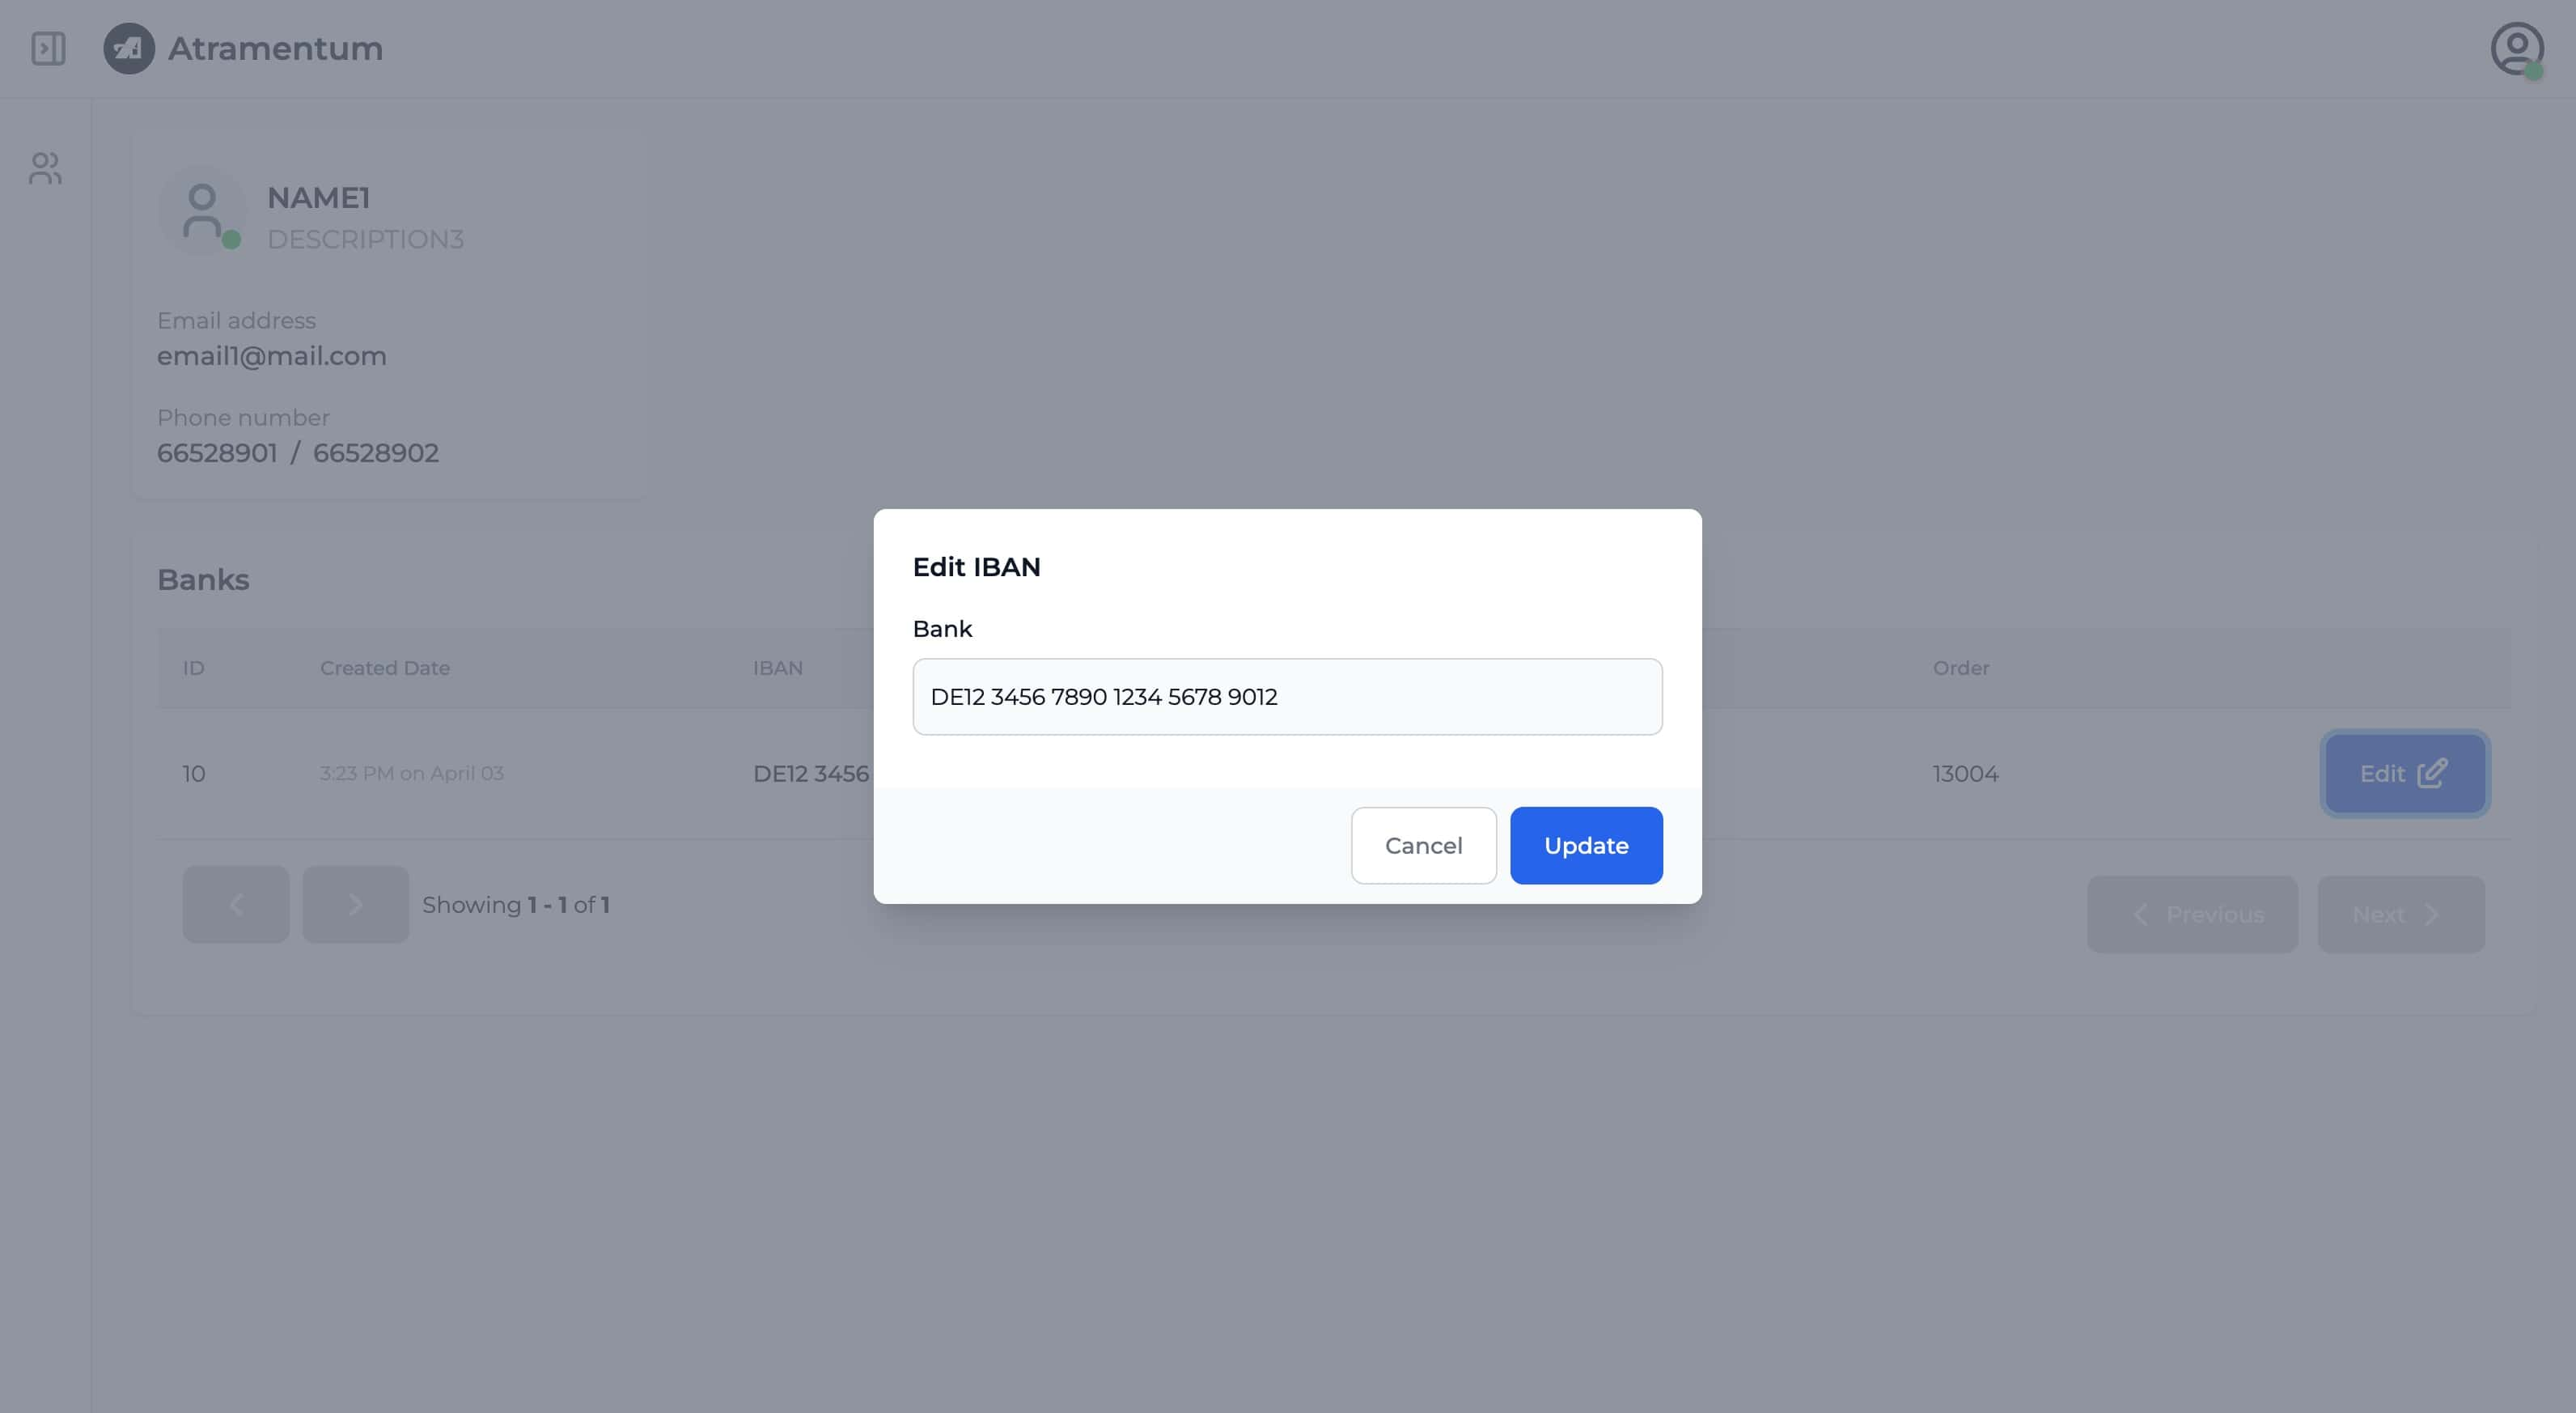 Atramentum
NAME1
DESCRIPTION3
Email address
email1@mail.com
Phone number
66528901 / 66528902
Banks
ID Created Date IBAN Order
10 3:23 PM on April 03 DE12 3456 13004 Edit
Showing 1 - 1 of 1 Previous Next
Edit IBAN
Bank
DE12 3456 7890 1234 5678 9012
Cancel Update